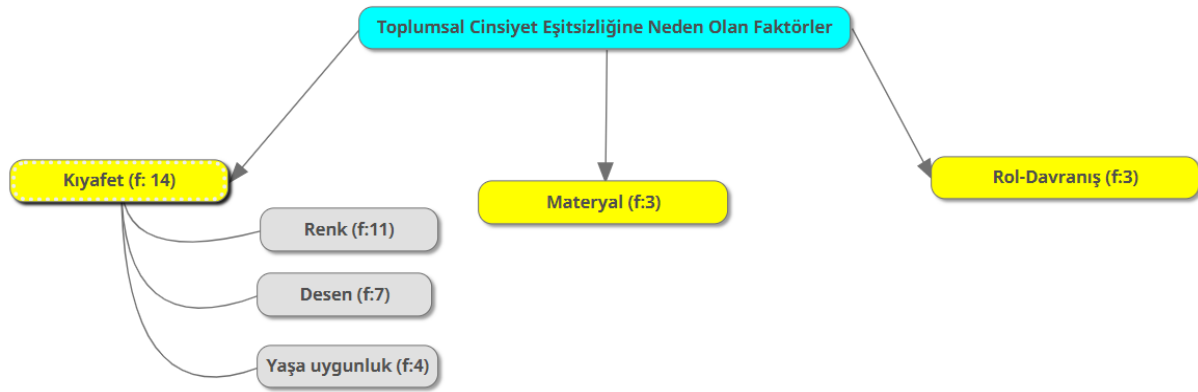 Toplumsal Cinsiyet Eşitsizliğine Neden Olan Faktörler
Kıyafet (f: 14)
Materyal (f:3)
Rol-Davranış (f:3)
Renk (f:11)
Desen (f:7)
Yaşa uygunluk (f:4)